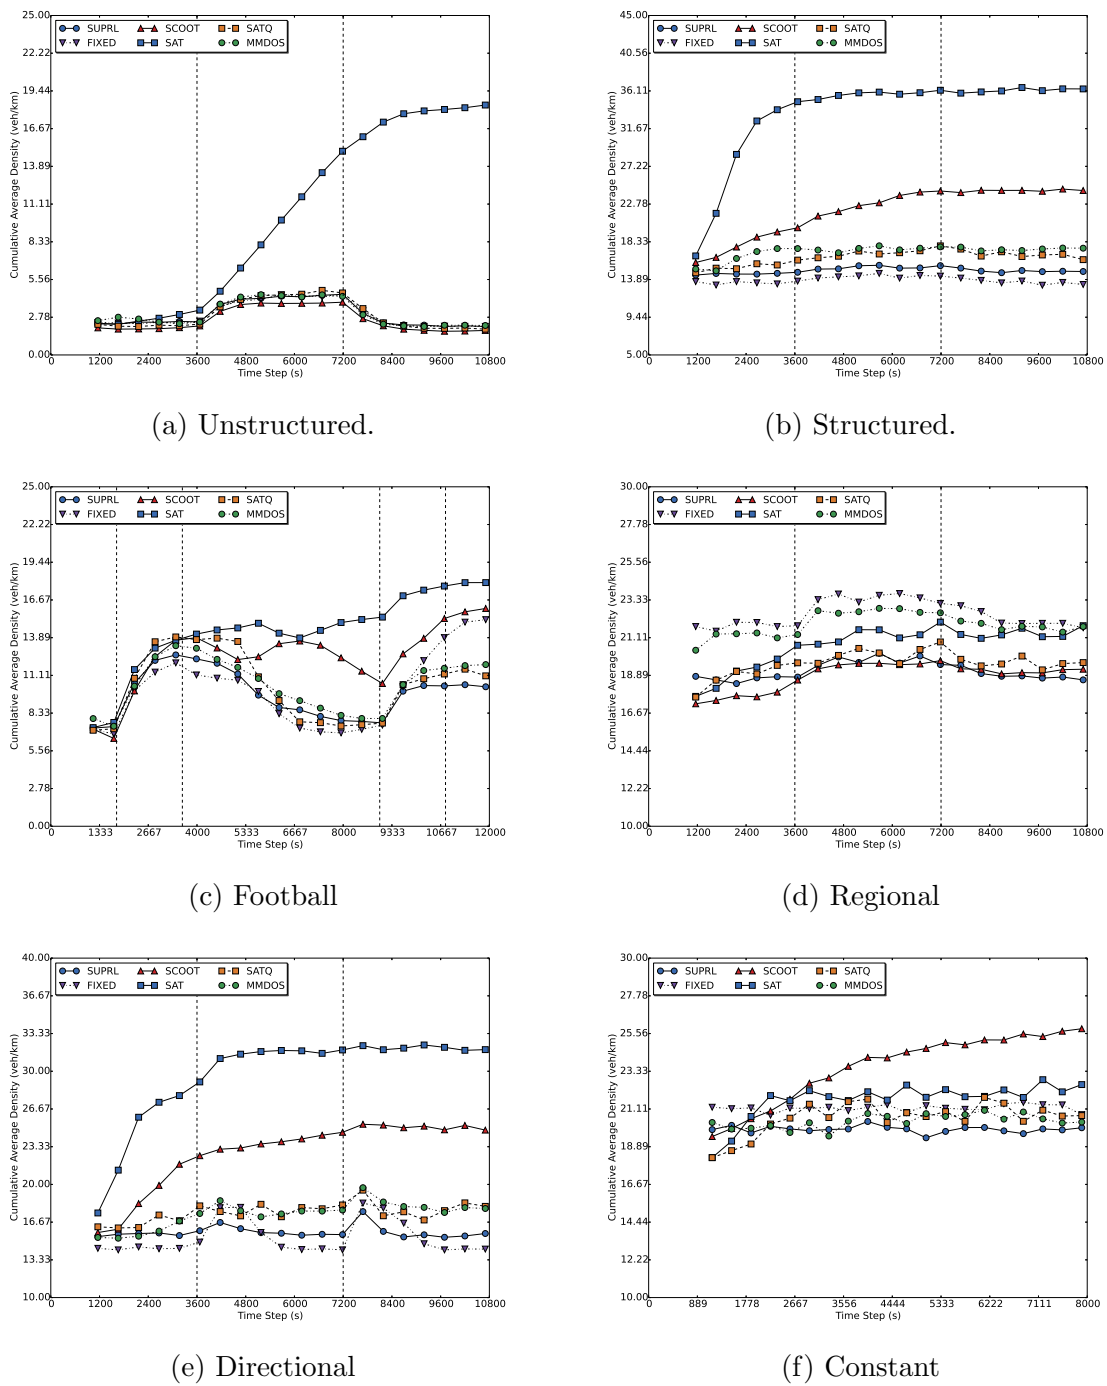 SUPRL SCOOT SATQ
FIXED SAT MMDOS
Cumulative Average Density (veh/km)
25.00
22.22
19.44
16.67
13.89
11.11
8.33
5.56
2.78
0.00
0 1200 2400 3600 4800 6000 7200 8400 9600 10800
Time Step (s)
(a) Unstructured.
SUPRL SCOOT SATQ
FIXED SAT MMDOS
Cumulative Average Density (veh/km)
45.00
40.56
36.11
31.67
27.22
22.78
18.33
13.89
9.44
5.00
0 1200 2400 3600 4800 6000 7200 8400 9600 10800
Time Step (s)
(b) Structured.
SUPRL SCOOT SATQ
FIXED SAT MMDOS
Cumulative Average Density (veh/km)
25.00
22.22
19.44
16.67
13.89
11.11
8.33
5.56
2.78
0.00
0 1333 2667 4000 5333 6667 8000 9333 10667 12000
Time Step (s)
(c) Football
SUPRL SCOOT SATQ
FIXED SAT MMDOS
Cumulative Average Density (veh/km)
30.00
27.78
25.56
23.33
21.11
18.89
16.67
14.44
12.22
10.00
0 1200 2400 3600 4800 6000 7200 8400 9600 10800
Time Step (s)
(d) Regional
SUPRL SCOOT SATQ
FIXED SAT MMDOS
Cumulative Average Density (veh/km)
40.00
36.67
33.33
30.00
26.67
23.33
20.00
16.67
13.33
10.00
0 1200 2400 3600 4800 6000 7200 8400 9600 10800
Time Step (s)
(e) Directional
SUPRL SCOOT SATQ
FIXED SAT MMDOS
Cumulative Average Density (veh/km)
30.00
27.78
25.56
23.33
21.11
18.89
16.67
14.44
12.22
10.00
0 889 1778 2667 3556 4444 5333 6222 7111 8000
Time Step (s)
(f) Constant